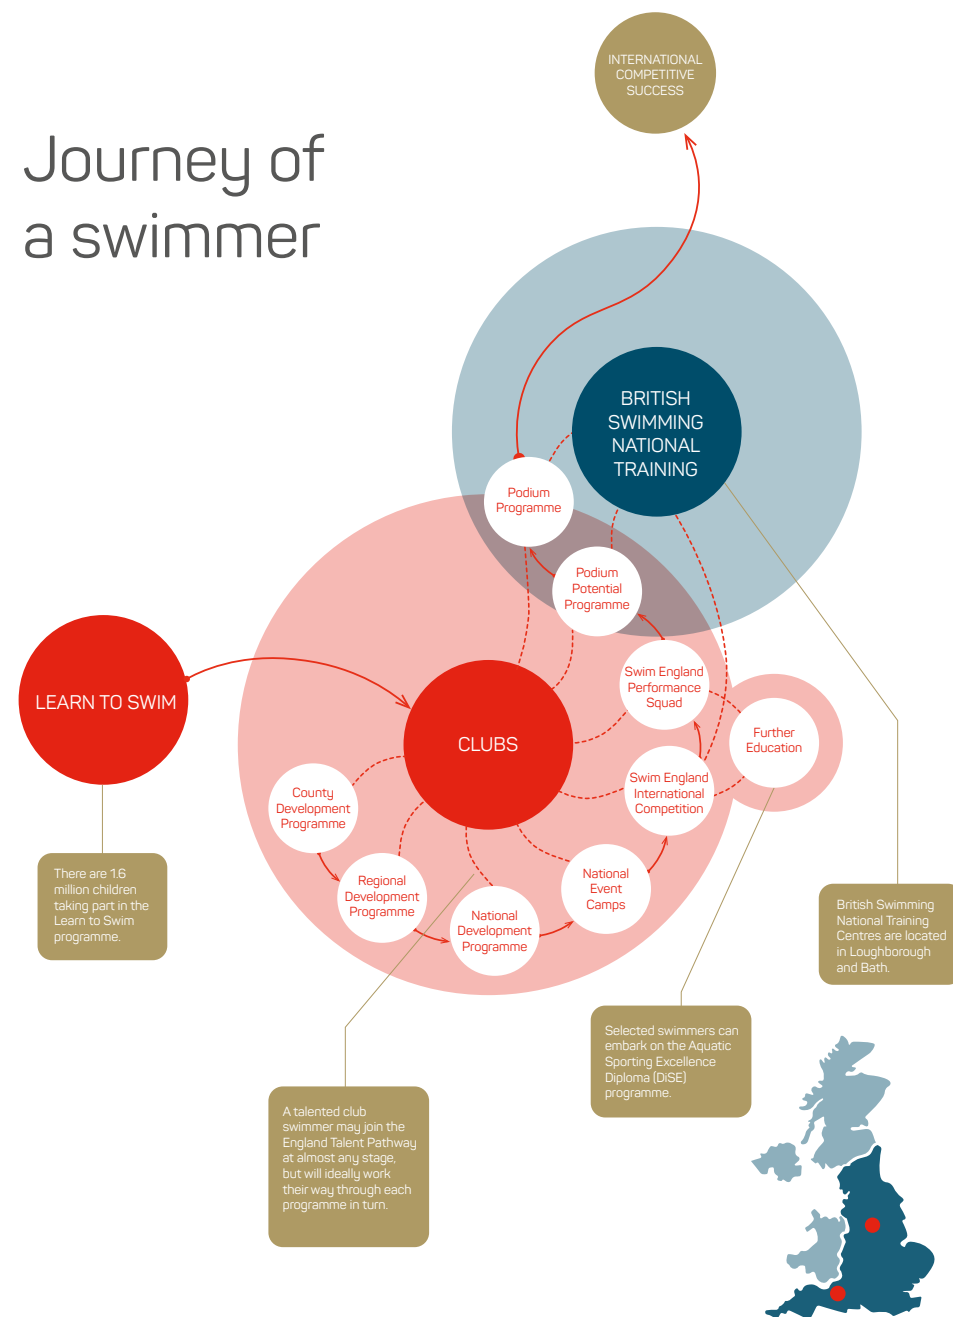 INTERNATIONAL
COMPETITIVE
SUCCESS
Journey of
a swimmer
BRITISH
SWIMMING
NATIONAL
TRAINING
Podium
Programme
Podium
Potential
Programme
LEARN TO SWIM
Swim England
Performance
Squad
CLUBS
Further
Education
Swim England
International
Competition
County
Development
Programme
Regional
Development
Programme
National
Development
Programme
National
Event
Camps
There are 1.6
million children
taking part in the
Learn to Swim
programme.
British Swimming
National Training
Centres are located
in Loughborough
and Bath.
Selected swimmers can
embark on the Aquatic
Sporting Excellence
Diploma (DiSE)
programme.
A talented club
swimmer may join the
England Talent Pathway
at almost any stage,
but will ideally work
their way through each
programme in turn.